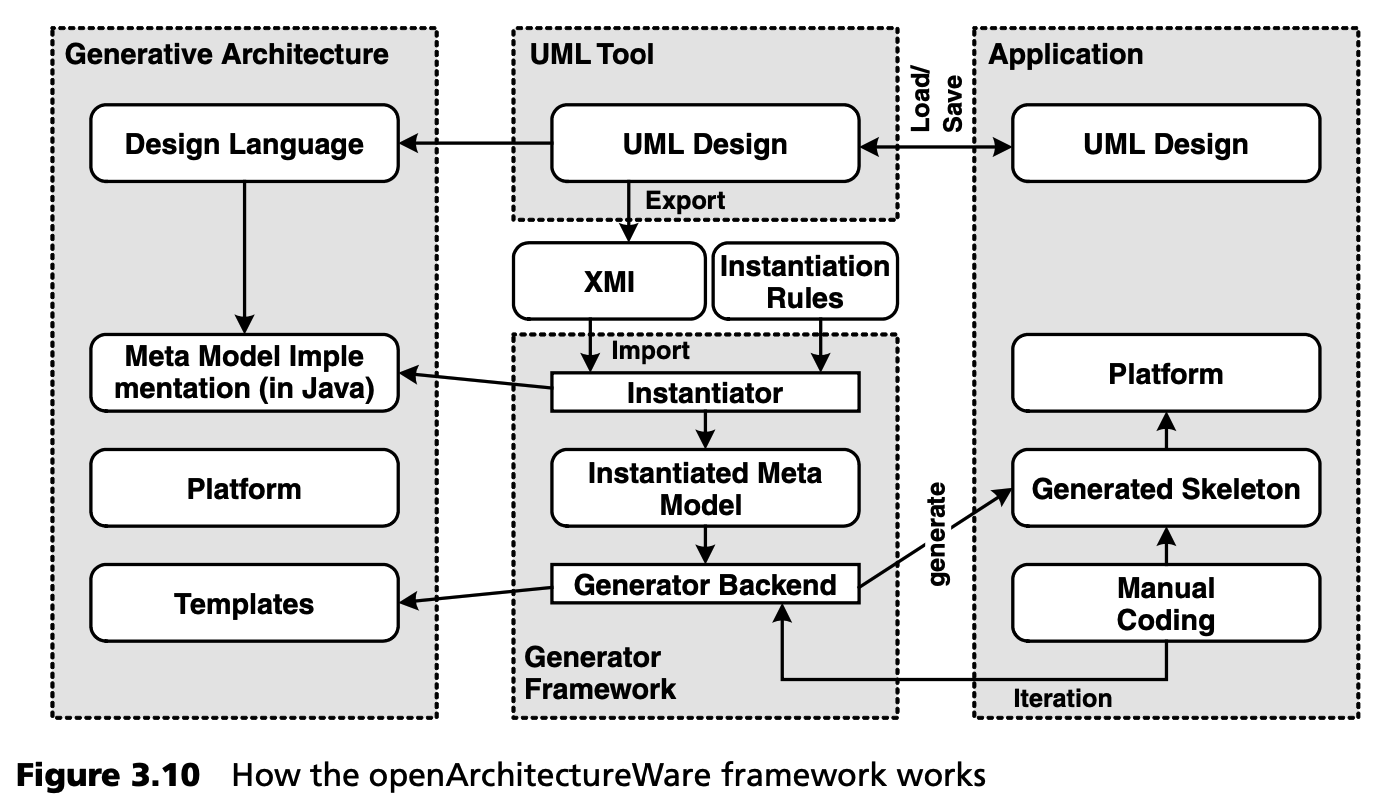 Generative Architecture
Design Language
Meta Model Imple
mentation (in Java)
Platform
Templates
UML Tool
UML Design
Export
XMI
Instantiation
Rules
Import
Instantiator
Instantiated Meta
Model
Generator Backend
Generator
Framework
Load/
Save
generate
Application
UML Design
Platform
Generated Skeleton
Manual
Coding
Iteration
Figure 3.10 How the openArchitectureWare framework works